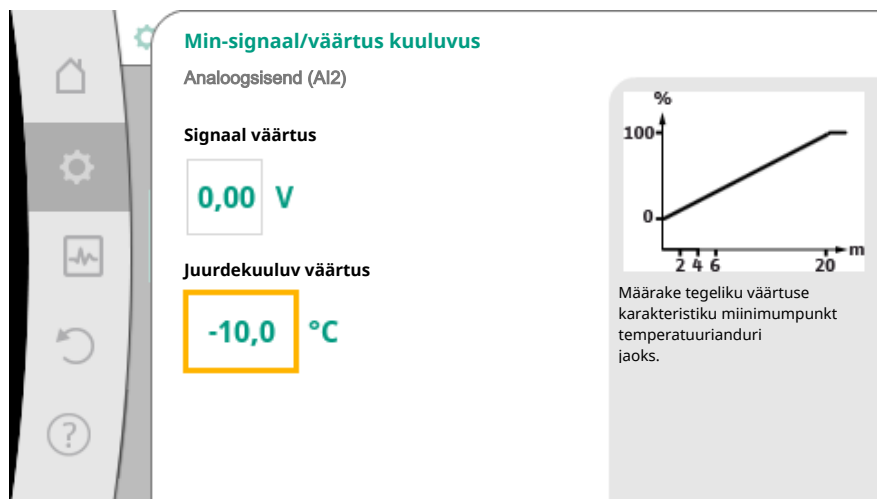 Min-signaal/väärtus kuuluvus
Analoogsisend (AI2)
Signaal väärtus
0,00 V
Juurdekuuluv väärtus
-10,0 °C
%
100
0
2 4 6 20 m
Määrake tegeliku väärtuse
karakteristiku miinimumpunkt
temperatuurianduri
jaoks.
?